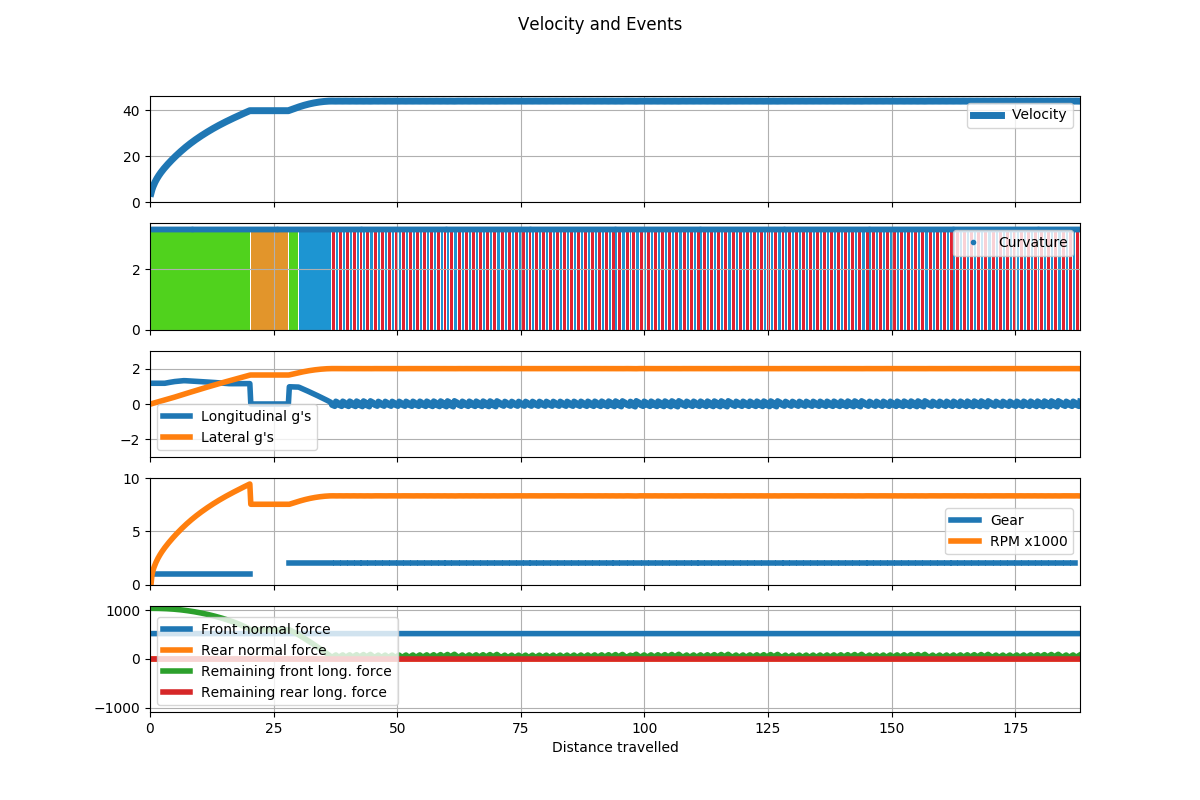 Velocity and Events
40
20
0
Velocity
2
0
Curvature
2
0
−2
Longitudinal g's
Lateral g's
10
5
0
Gear
RPM x1000
1000
0
−1000
Front normal force
Rear normal force
Remaining front long. force
Remaining rear long. force
0 25 50 75 100 125 150 175
Distance travelled